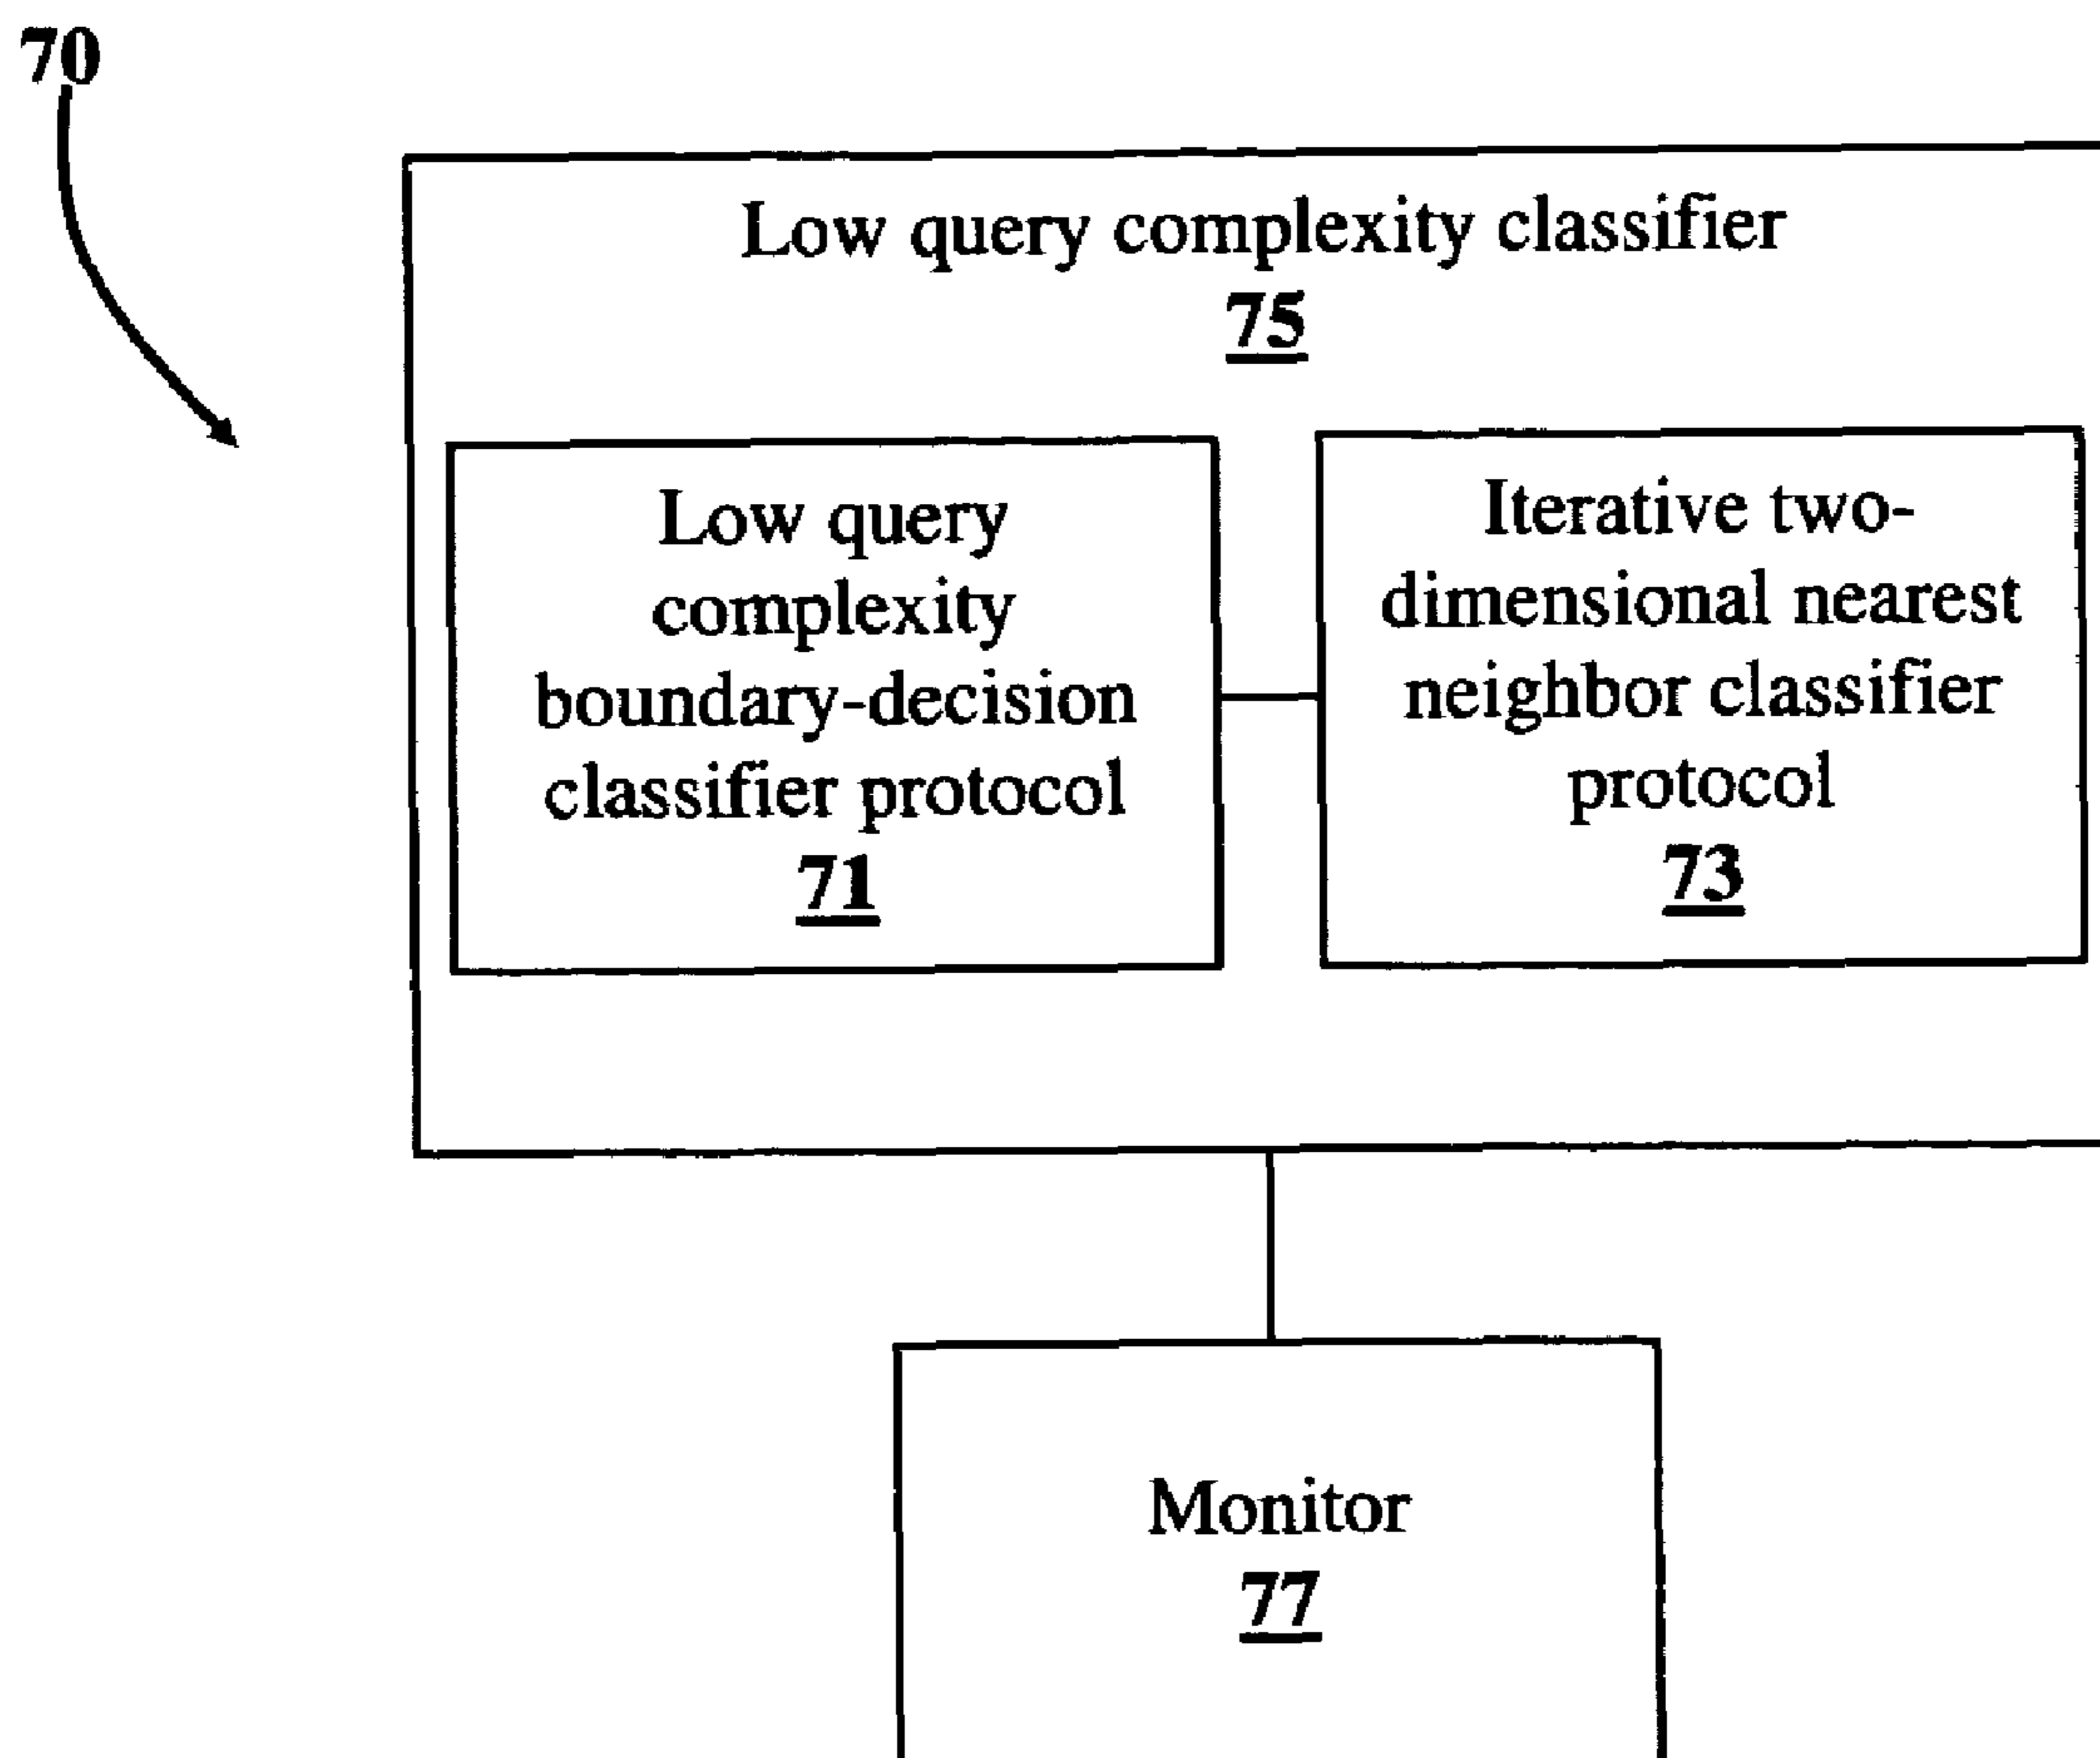 70
Low query complexity classifier
75
Low query
complexity
boundary-decision
classifier protocol
71
Iterative two-
dimensional nearest
neighbor classifier
protocol
73
Monitor
77